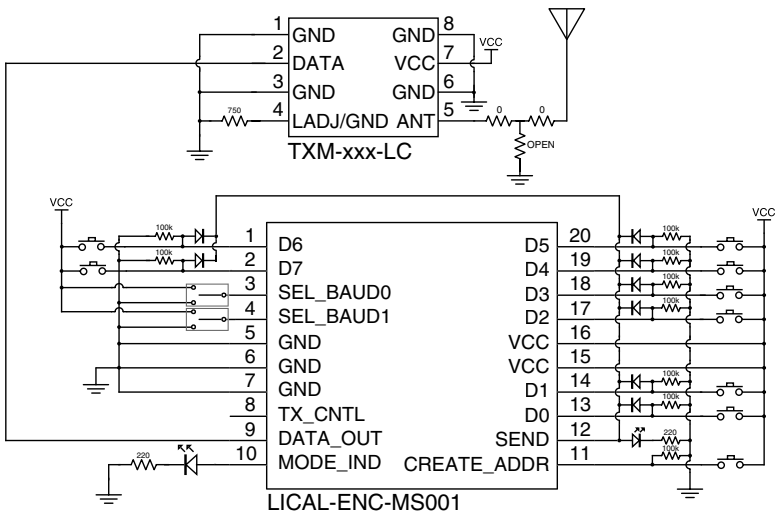 1 GND GND 8
2 DATA VCC 7 VCC
3 GND GND 6
750 4 LADJ/GND ANT 5 0 0
TXM-xxx-LC
OPEN
VCC VCC
100k 1 D6 D5 20 100k
100k 2 D7 D4 19 100k
3 SEL_BAUD0 D3 18 100k
4 SEL_BAUD1 D2 17 100k
5 GND VCC 16
6 GND VCC 15
7 GND D1 14 100k
8 TX_CNTL D0 13 100k
9 DATA_OUT SEND 12 220
220 10 MODE_IND CREATE_ADDR 11 100k
LICAL-ENC-MS001